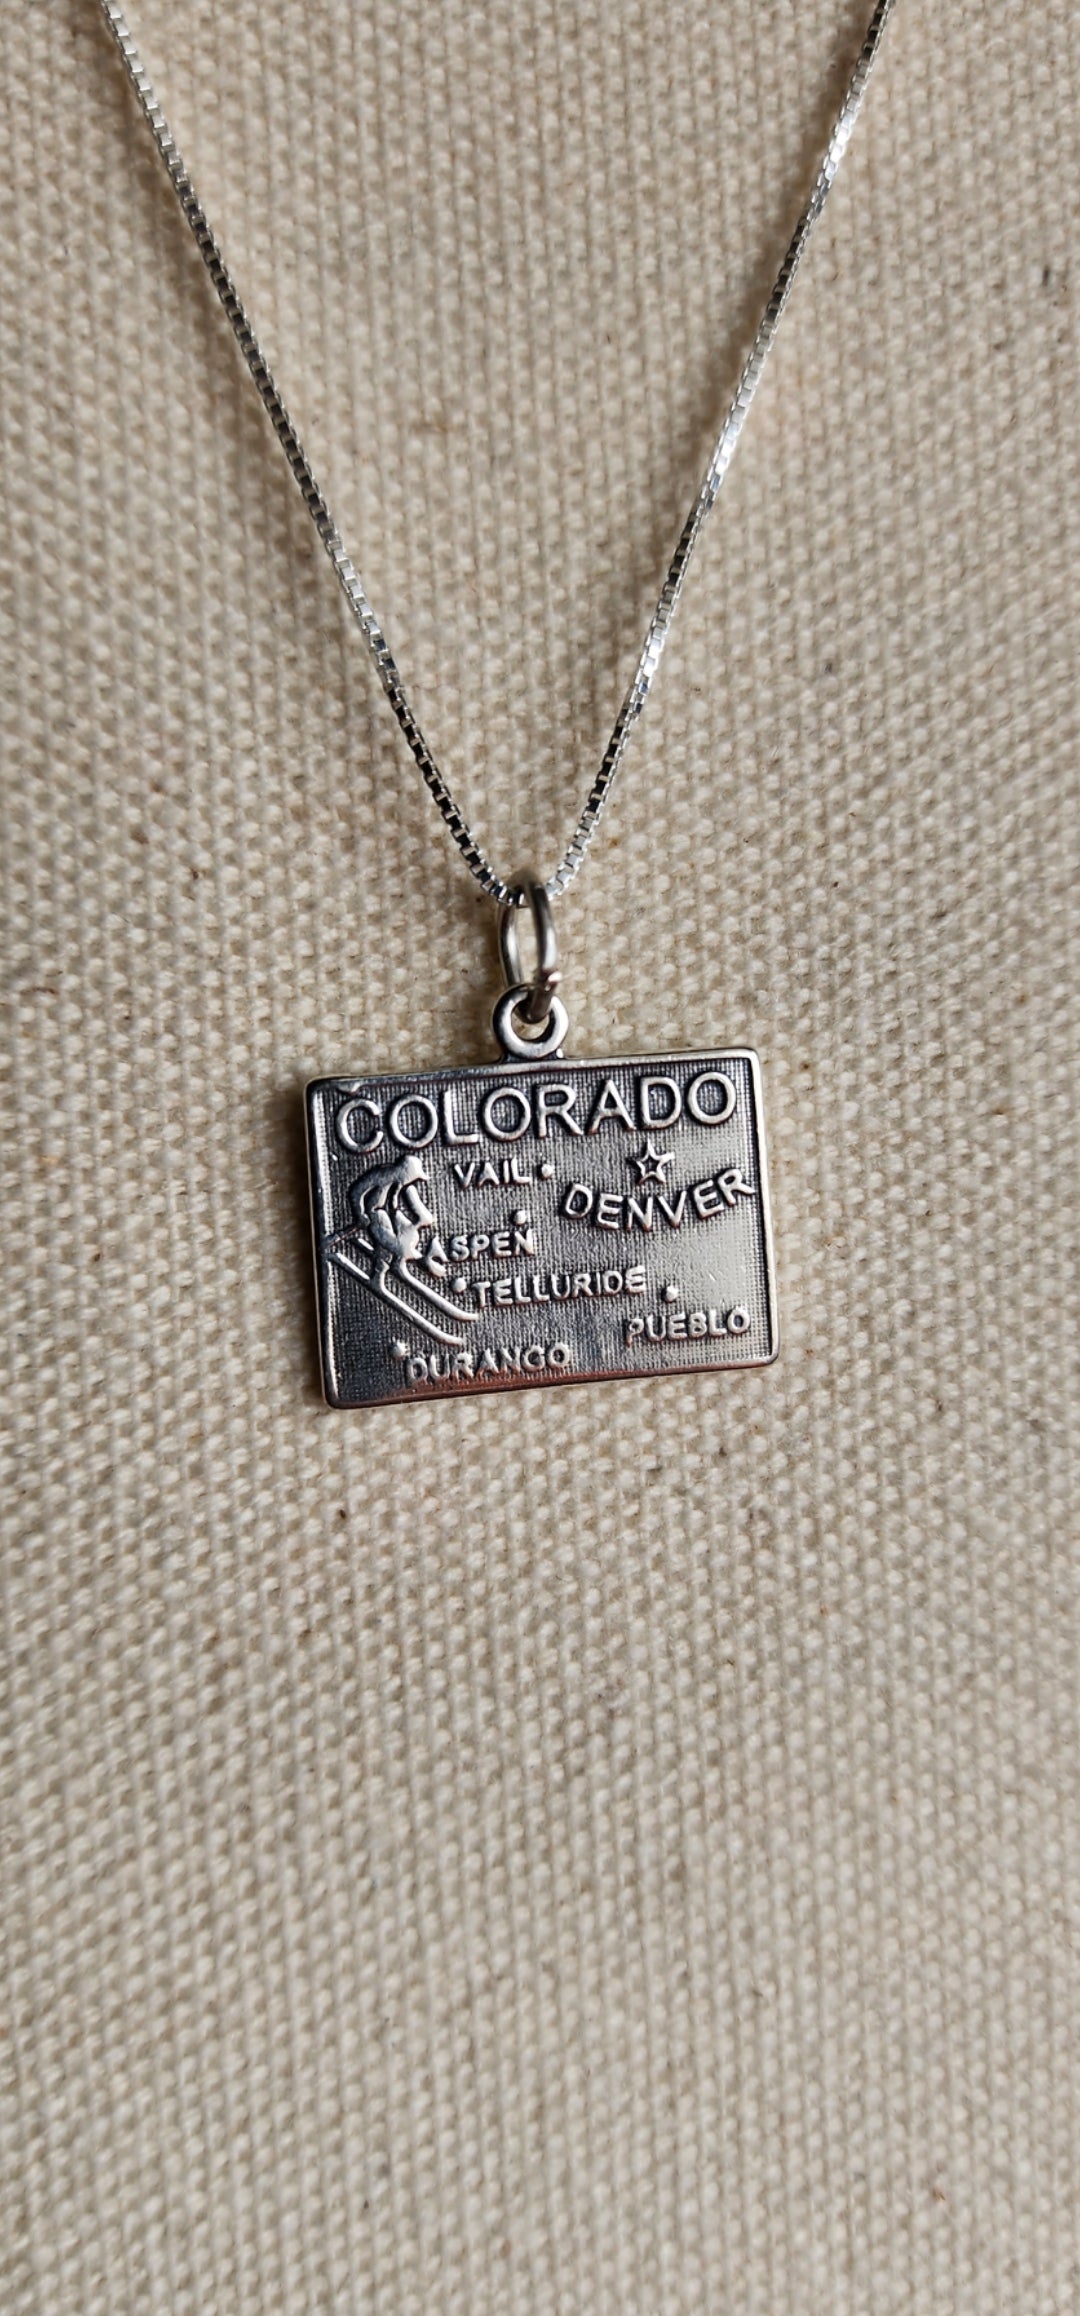 COLORADO
VAIL
DENVER
ASPEN
TELLURIDE
PUEBLO
DURANGO